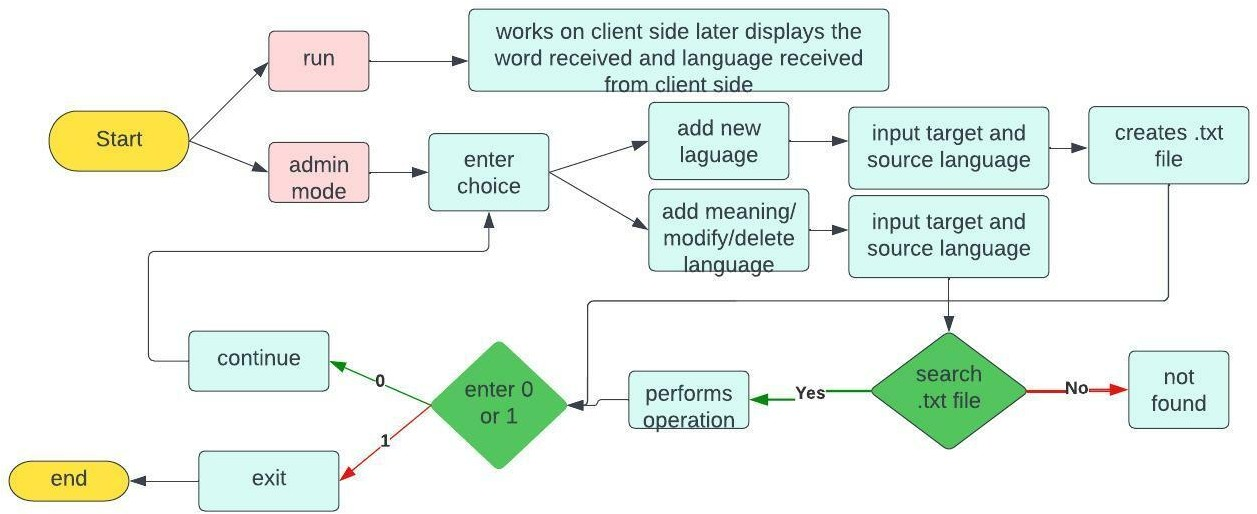 run
works on client side later displays the
word received and language received
from client side
Start
admin
mode
enter
choice
add new
laguage
input target and
source language
creates .txt
file
add meaning/
modify/delete
language
input target and
source language
continue
0
enter 0
or 1
performs
operation
Yes
search
.txt file
No
not
found
1
end
exit